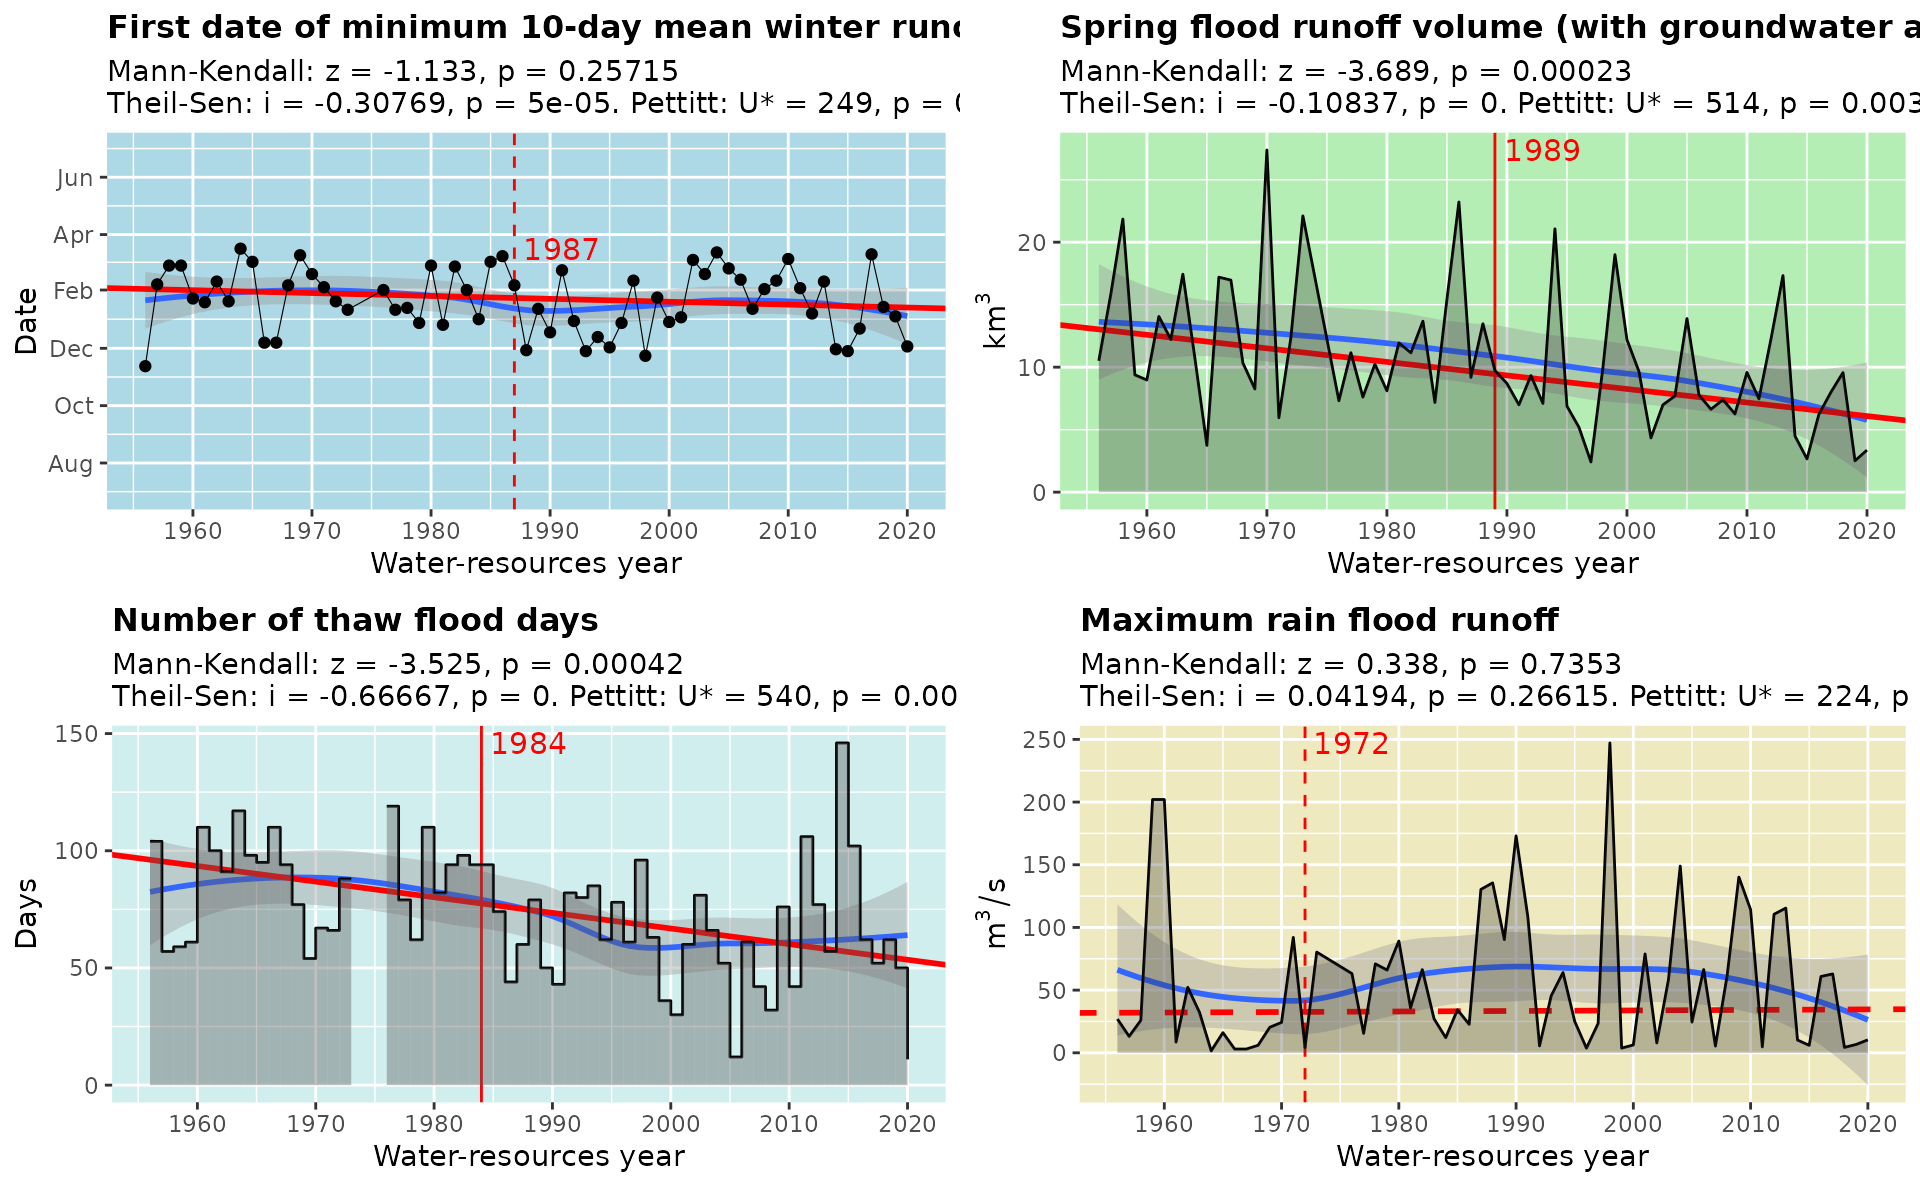 First date of minimum 10-day mean winter
Mann-Kendall: z = -1.133, p = 0.25715
Theil-Sen: i = -0.30769, p = 5e-05. Pettitt: U* = 249, p =
1987
Jun
Apr
Feb
Dec
Oct
Aug
Date
1960 1970 1980 1990 2000 2010 2020
Water-resources year
Spring flood runoff volume (with groundwater
Mann-Kendall: z = -3.689, p = 0.00023
Theil-Sen: i = -0.10837, p = 0. Pettitt: U* = 514, p = 0.003
1989
20
10
0
km³
1960 1970 1980 1990 2000 2010 2020
Water-resources year
Number of thaw flood days
Mann-Kendall: z = -3.525, p = 0.00042
Theil-Sen: i = -0.66667, p = 0. Pettitt: U* = 540, p = 0.00
1984
150
100
50
0
Days
1960 1970 1980 1990 2000 2010 2020
Water-resources year
Maximum rain flood runoff
Mann-Kendall: z = 0.338, p = 0.7353
Theil-Sen: i = 0.04194, p = 0.26615. Pettitt: U* = 224, p
1972
250
200
150
100
50
0
m³/s
1960 1970 1980 1990 2000 2010 2020
Water-resources year